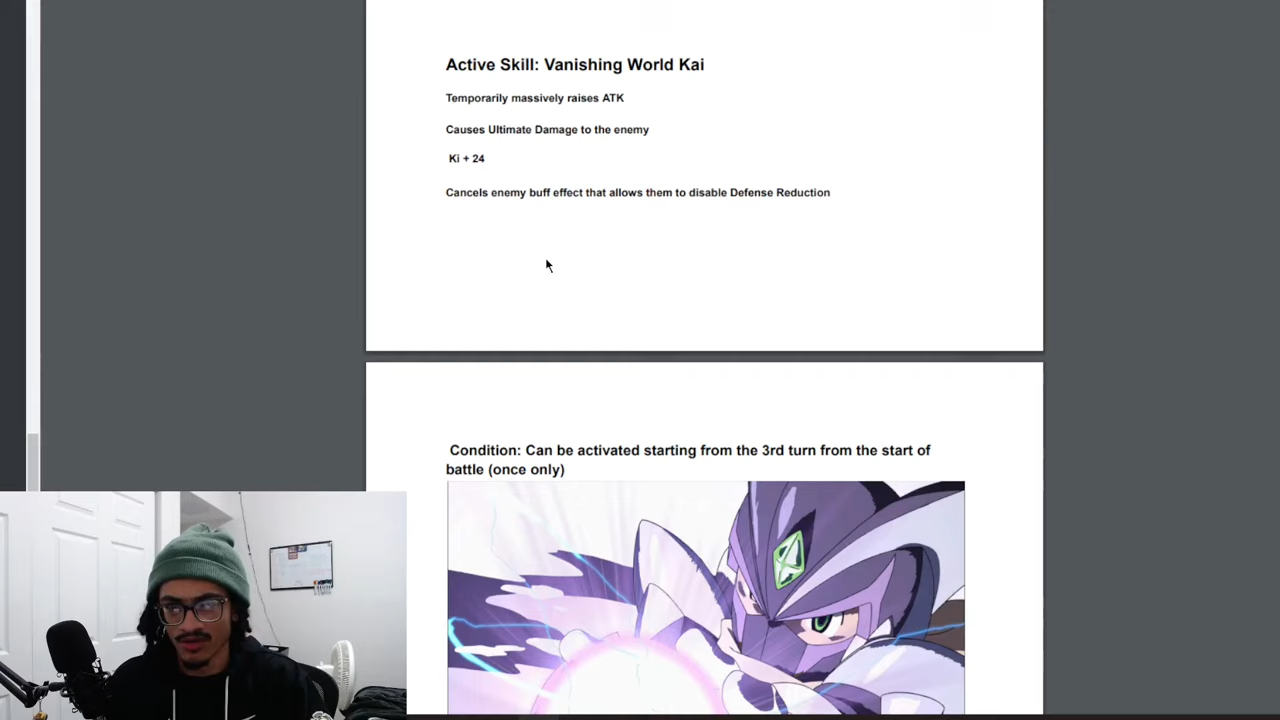 Active Skill: Vanishing World Kai
Temporarily massively raises ATK
Causes Ultimate Damage to the enemy
Ki + 24
Cancels enemy buff effect that allows them to disable Defense Reduction
Condition: Can be activated starting from the 3rd turn from the start of
battle (once only)